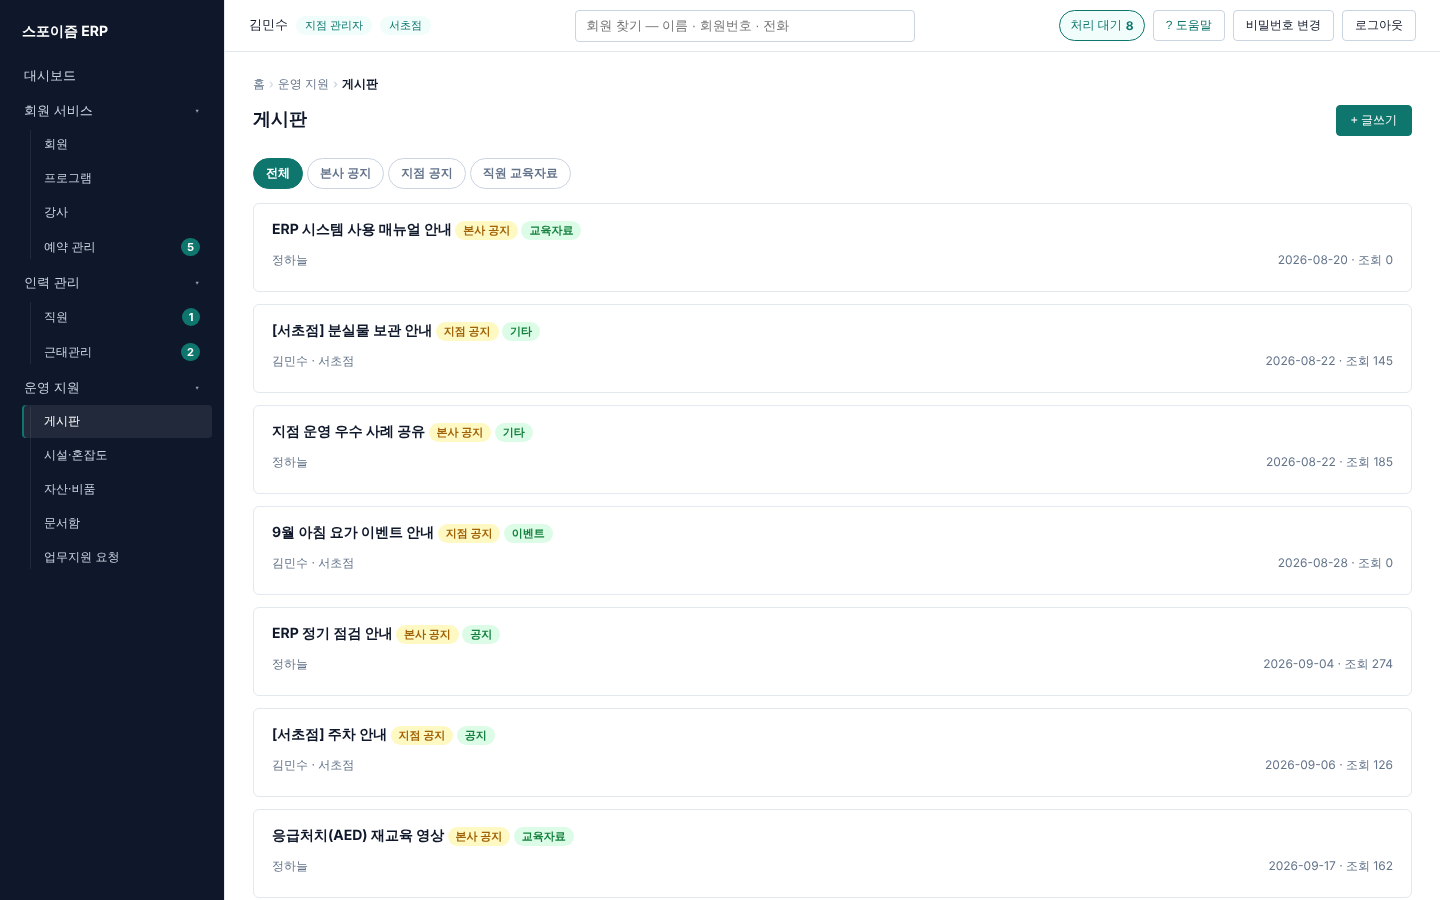 스포이즘 ERP
대시보드
회원 서비스
회원
프로그램
강사
예약 관리 5
인력 관리
직원 1
근태관리 2
운영 지원
게시판
시설·혼잡도
자산·비품
문서함
업무지원 요청
김민수 지점 관리자 서초점
회원 찾기 — 이름 · 회원번호 · 전화
처리 대기 8 ? 도움말 비밀번호 변경 로그아웃
홈 › 운영 지원 › 게시판
게시판
+ 글쓰기
전체 본사 공지 지점 공지 직원 교육자료
ERP 시스템 사용 매뉴얼 안내 본사 공지 교육자료
정하늘 2026-08-20 · 조회 0
[서초점] 분실물 보관 안내 지점 공지 기타
김민수 · 서초점 2026-08-22 · 조회 145
지점 운영 우수 사례 공유 본사 공지 기타
정하늘 2026-08-22 · 조회 185
9월 아침 요가 이벤트 안내 지점 공지 이벤트
김민수 · 서초점 2026-08-28 · 조회 0
ERP 정기 점검 안내 본사 공지 공지
정하늘 2026-09-04 · 조회 274
[서초점] 주차 안내 지점 공지 공지
김민수 · 서초점 2026-09-06 · 조회 126
응급처치(AED) 재교육 영상 본사 공지 교육자료
정하늘 2026-09-17 · 조회 162